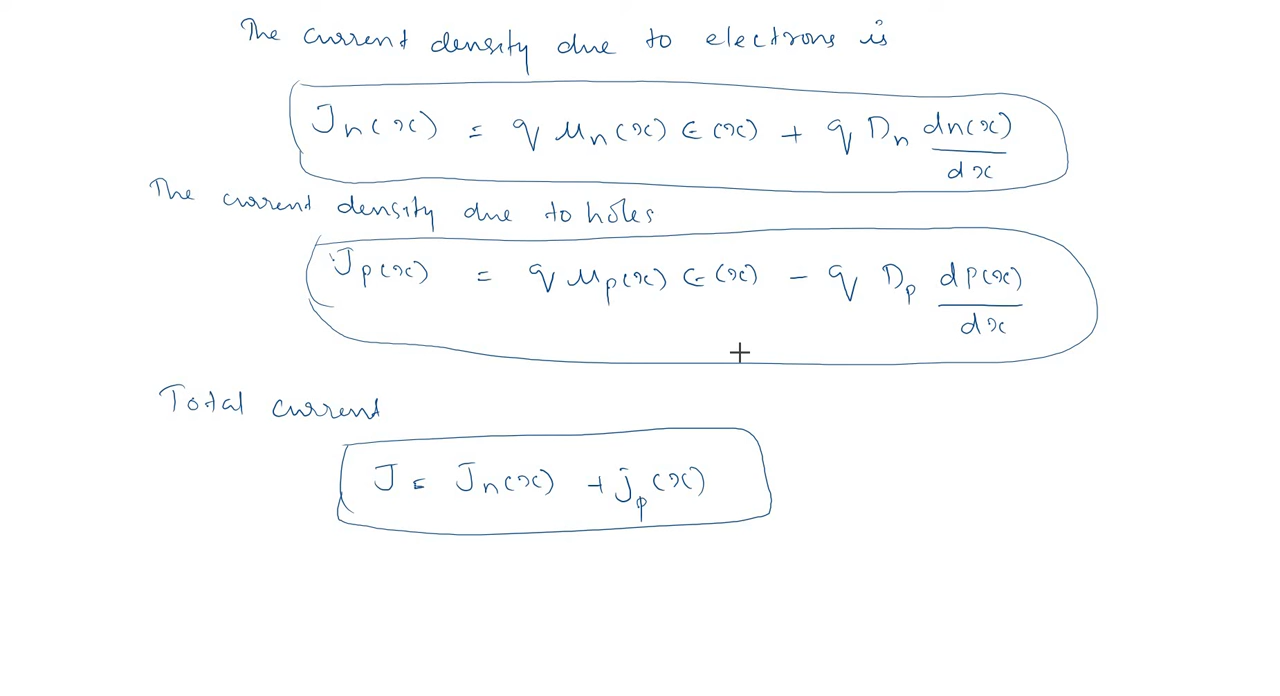 The current density due to electrons is
Jn(x) = q μn(x) ∈(x) + q Dn dn(x)/dx
The current density due to holes
Jp(x) = q μp(x) ∈(x) - q Dp dp(x)/dx
Total current
J = Jn(x) + jp(x)